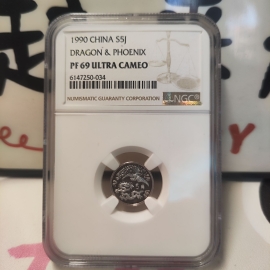 1990 CHINA S5J
DRAGON & PHOENIX
PF 69 ULTRA CAMEO
6147250-034
NUMISMATIC GUARANTY CORPORATION
NGC